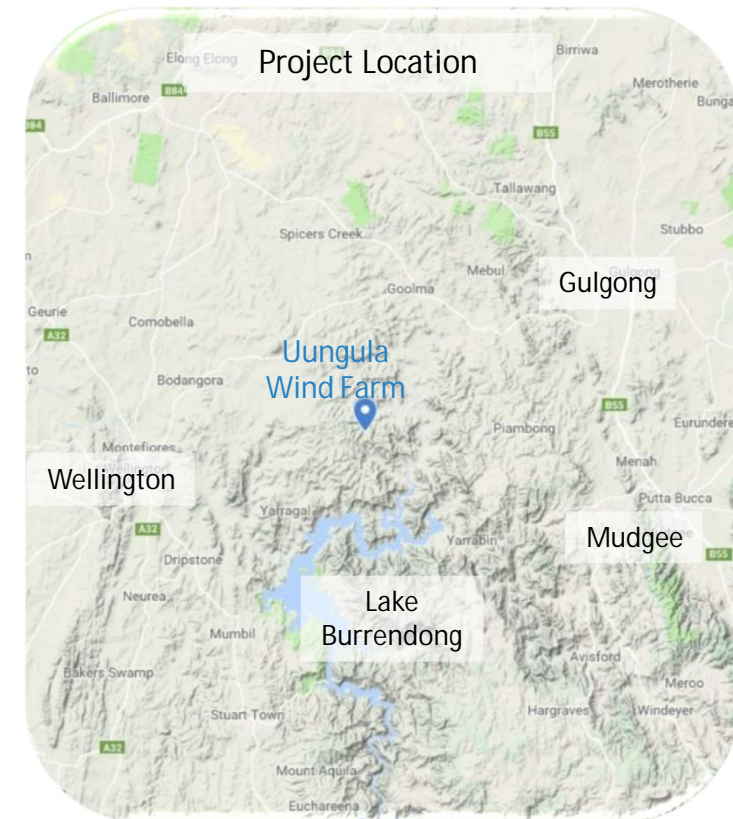 Project Location
Elong Elong
B84
Birriwa
Ballimore
B84
Merotherie
B55
Tallawang
Spicers Creek
Stubbo
Mebul
Gulgong
Goolma
Geurie
Comobella
A32
Uungula
Wind Farm
Bodangora
B55
Piambong
Montefiores
Menah
Wellington
Putta Bucca
Yarragal
Mudgee
A32
Yarrabin
B55
Dripstone
Lake
Burrendong
Neurea
Mumbil
Avisford
Bakers Swamp
Meroo
Stuart Town
Hargraves
Windeyer
A32
Mount Aquila
Euchareena